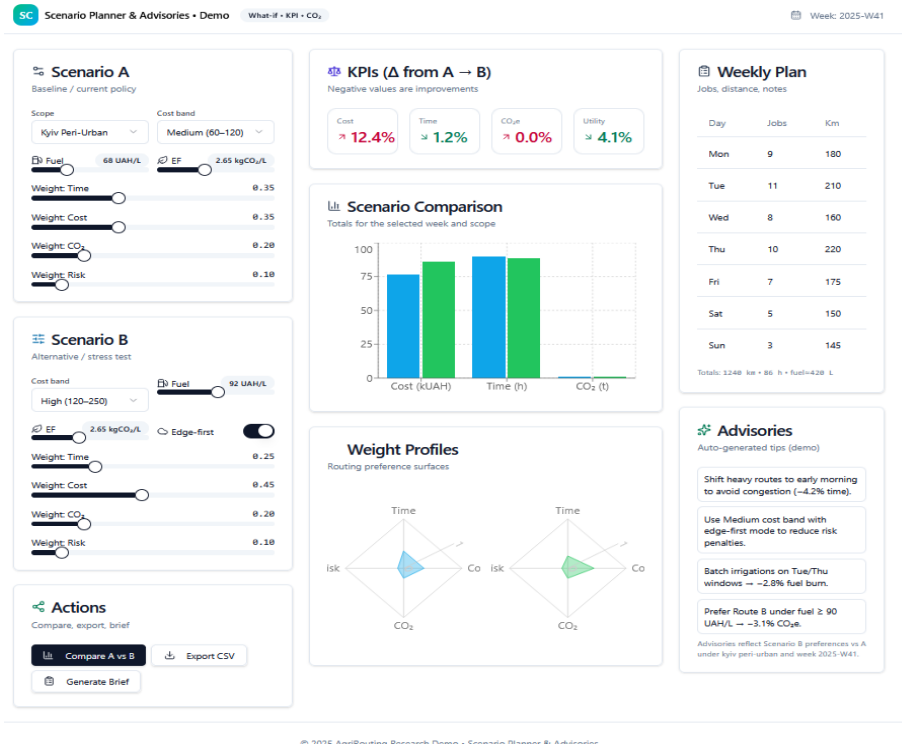 SC Scenario Planner & Advisories • Demo What-if • KPI • CO₂ Week: 2025-W41
Scenario A
Baseline / current policy
Scope Cost band
Kyiv Peri-Urban Medium (60–120)
Fuel 68 UAH/L EF 2.65 kgCO₂/L
Weight: Time 0.35
Weight: Cost 0.35
Weight: CO₂ 0.20
Weight: Risk 0.10
Scenario B
Alternative / stress test
Cost band Fuel 92 UAH/L
High (120–250)
EF 2.65 kgCO₂/L Edge-first
Weight: Time 0.25
Weight: Cost 0.45
Weight: CO₂ 0.20
Weight: Risk 0.10
Actions
Compare, export, brief
Compare A vs B Export CSV
Generate Brief
KPIs (Δ from A → B)
Negative values are improvements
Cost Time CO₂e Utility
↗ 12.4% ↘ 1.2% ↗ 0.0% ↘ 4.1%
Scenario Comparison
Totals for the selected week and scope
100
75
50
25
0
Cost (kUAH) Time (h) CO₂ (t)
Weight Profiles
Routing preference surfaces
Time Time
isk Co isk Co
CO₂ CO₂
Weekly Plan
Jobs, distance, notes
Day Jobs Km
Mon 9 180
Tue 11 210
Wed 8 160
Thu 10 220
Fri 7 175
Sat 5 150
Sun 3 145
Totals: 1240 km • 86 h • fuel≈420 L
Advisories
Auto-generated tips (demo)
Shift heavy routes to early morning
to avoid congestion (−4.2% time).
Use Medium cost band with
edge-first mode to reduce risk
penalties.
Batch irrigations on Tue/Thu
windows → −2.8% fuel burn.
Prefer Route B under fuel ≥ 90
UAH/L → −3.1% CO₂e.
Advisories reflect Scenario B preferences vs A
under kyiv peri-urban and week 2025-W41.
© 2025 AgriRouting Research Demo • Scenario Planner & Advisories